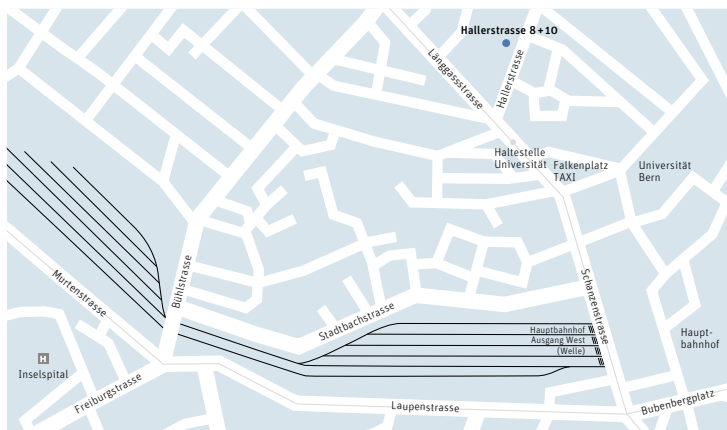 Hallerstrasse 8+10
Länggassstrasse
Hallerstrasse
Haltestelle
Universität
Falkenplatz
TAXI
Universität
Bern
Bühlstrasse
Murtenstrasse
Schanzenstrasse
Stadtbachstrasse
Hauptbahnhof
Ausgang West
(Welle)
Haupt-
bahnhof
H
Inselspital
Freiburgstrasse
Laupenstrasse
Bubenbergplatz